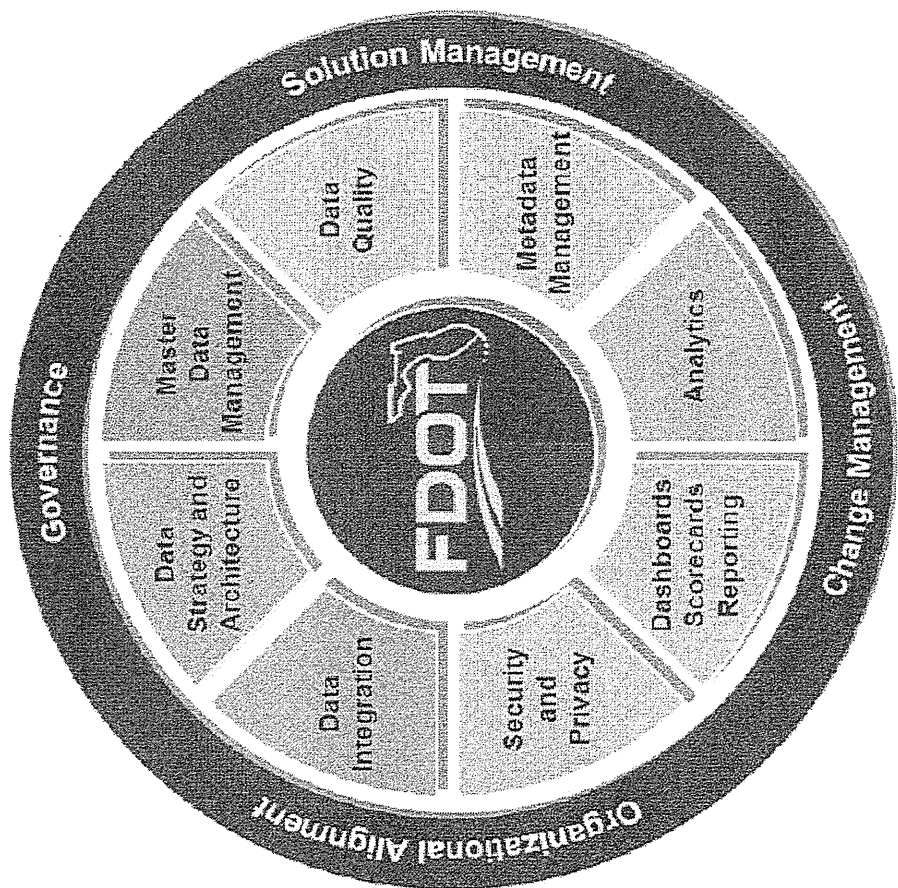 Governance
Solution Management
Change Management
Organizational Alignment
Data
Strategy and
Architecture
Master
Data
Management
Data
Quality
Metadata
Management
Analytics
Dashboards
Scorecards
Reporting
Security
and
Privacy
Data
Integration
FDOT